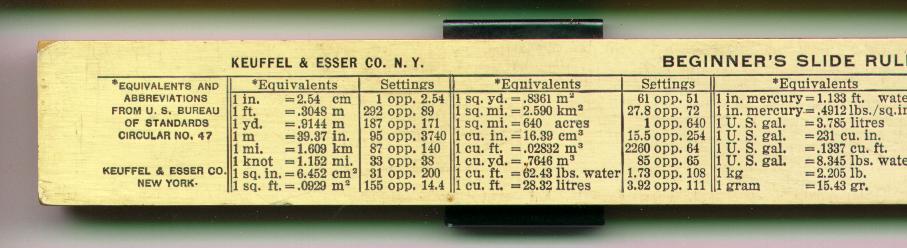 KEUFFEL & ESSER CO. N. Y. BEGINNER'S SLIDE RUL
*EQUIVALENTS AND
ABBREVIATIONS
FROM U. S. BUREAU
OF STANDARDS
CIRCULAR NO. 47
KEUFFEL & ESSER CO.
NEW YORK.
*Equivalents Settings
1 in. =2.54 cm 1 opp. 2.54
1 ft. =.3048 m 292 opp. 89
1 yd. =.9144 m 187 opp. 171
1 m =39.37 in. 95 opp. 3740
1 mi. =1.609 km 87 opp. 140
1 knot =1.152 mi. 33 opp. 38
1 sq. in. =6.452 cm² 31 opp. 200
1 sq. ft. =.0929 m² 155 opp. 14.4
*Equivalents Settings
1 sq. yd. =.8361 m² 61 opp. 51
1 sq. mi. =2.590 km² 27.8 opp. 72
1 sq. mi. =640 acres 1 opp. 640
1 cu. in. =16.39 cm³ 15.5 opp. 254
1 cu. ft. =.02832 m³ 2260 opp. 64
1 cu. yd. =.7646 m³ 85 opp. 65
1 cu. ft. =62.43 lbs. water 1.73 opp. 108
1 cu. ft. =28.32 litres 3.92 opp. 111
*Equivalents
1 in. mercury=1.133 ft. wate
1 in. mercury=.4912 lbs./sq.in
1 U. S. gal. =3.785 litres
1 U. S. gal. =231 cu. in.
1 U. S. gal. =.1337 cu. ft.
1 U. S. gal. =8.345 lbs. wate
1 kg =2.205 lb.
1 gram =15.43 gr.